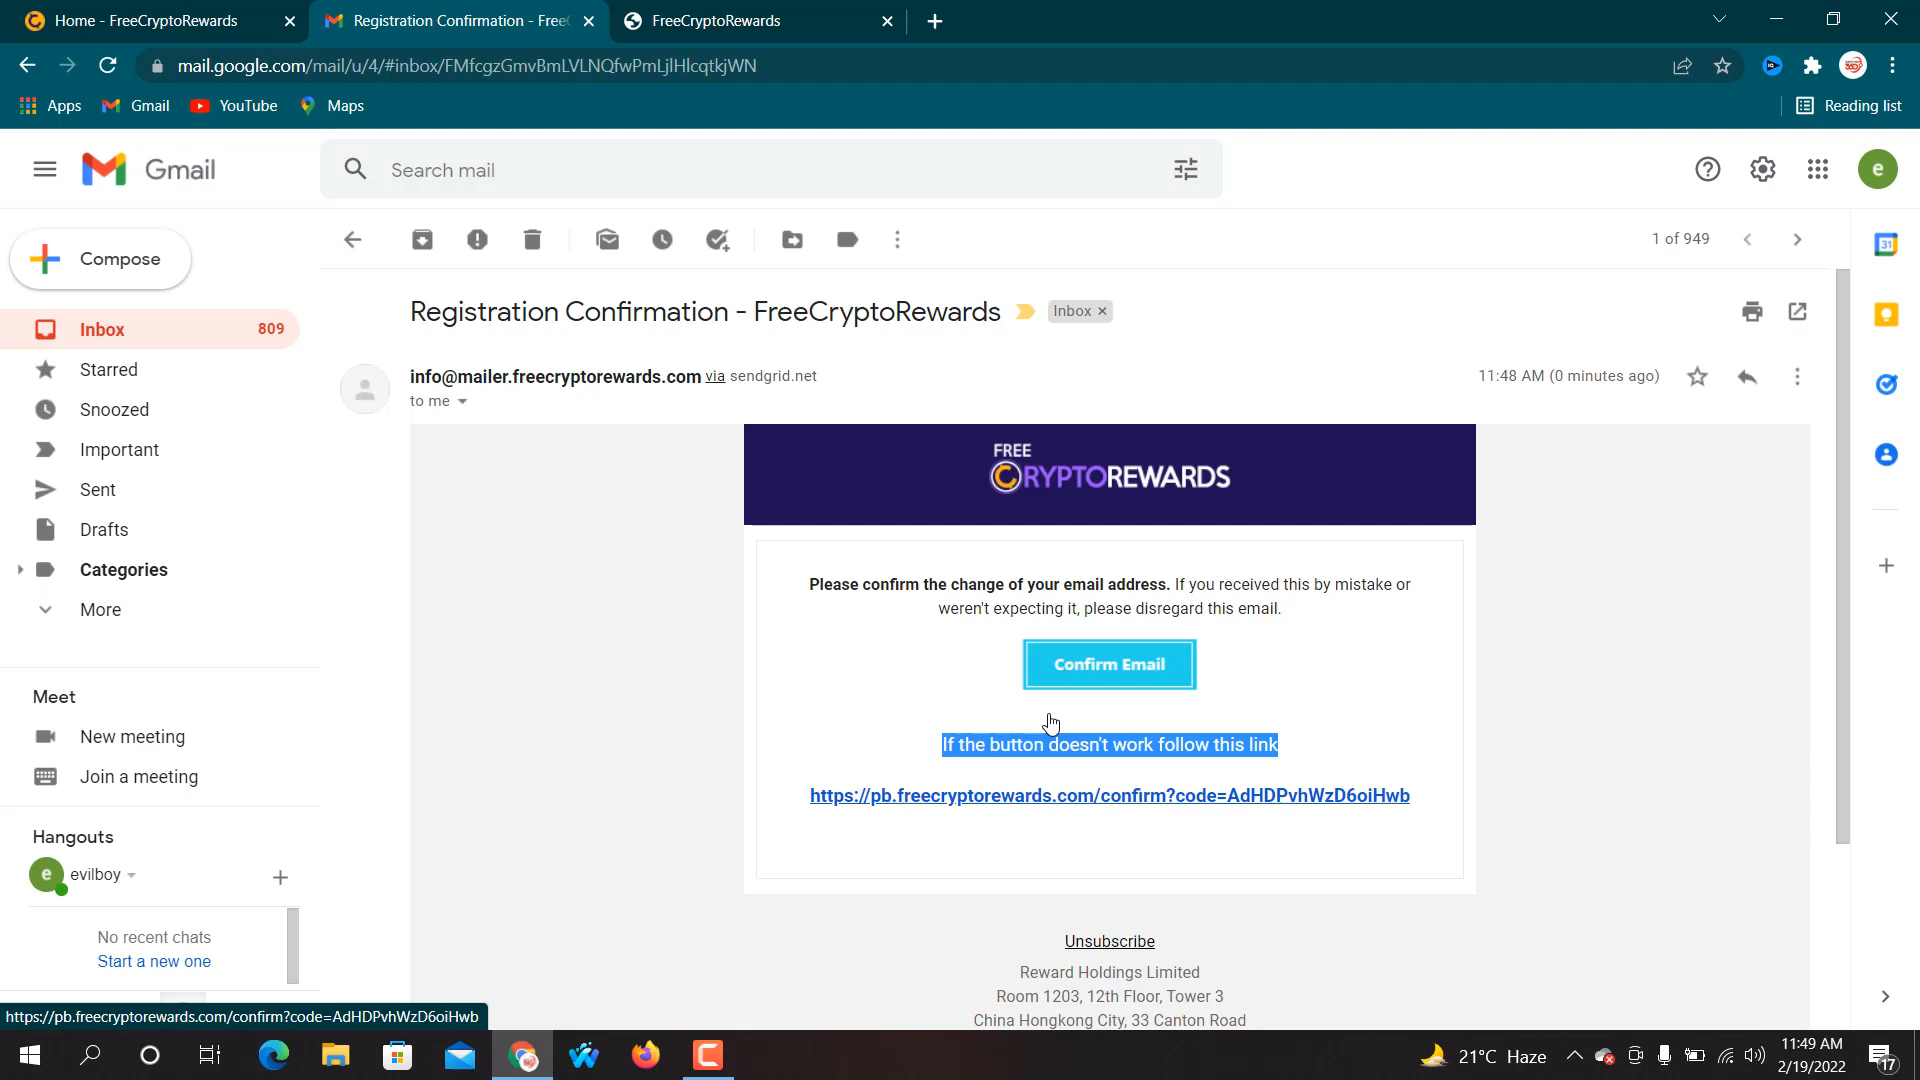 Home - FreeCryptoRewards
Registration Confirmation - FreeC
FreeCryptoRewards
mail.google.com/mail/u/4/#inbox/FMfcgzGmvBmLVLNQfwPmLjlHlcqtkjWN
Apps
Gmail
YouTube
Maps
Reading list
Gmail
Search mail
e
Compose
1 of 949
Inbox 809
Starred
Snoozed
Important
Sent
Drafts
Categories
More
Meet
New meeting
Join a meeting
Hangouts
e evilboy
No recent chats
Start a new one
Registration Confirmation - FreeCryptoRewards
Inbox
info@mailer.freecryptorewards.com via sendgrid.net
11:48 AM (0 minutes ago)
to me
FREE
CRYPTOREWARDS
Please confirm the change of your email address. If you received this by mistake or
weren't expecting it, please disregard this email.
Confirm Email
If the button doesn't work follow this link
https://pb.freecryptorewards.com/confirm?code=AdHDPvhWzD6oiHwb
Unsubscribe
Reward Holdings Limited
Room 1203, 12th Floor, Tower 3
China Hongkong City, 33 Canton Road
31
https://pb.freecryptorewards.com/confirm?code=AdHDPvhWzD6oiHwb
21°C Haze
11:49 AM
2/19/2022
17